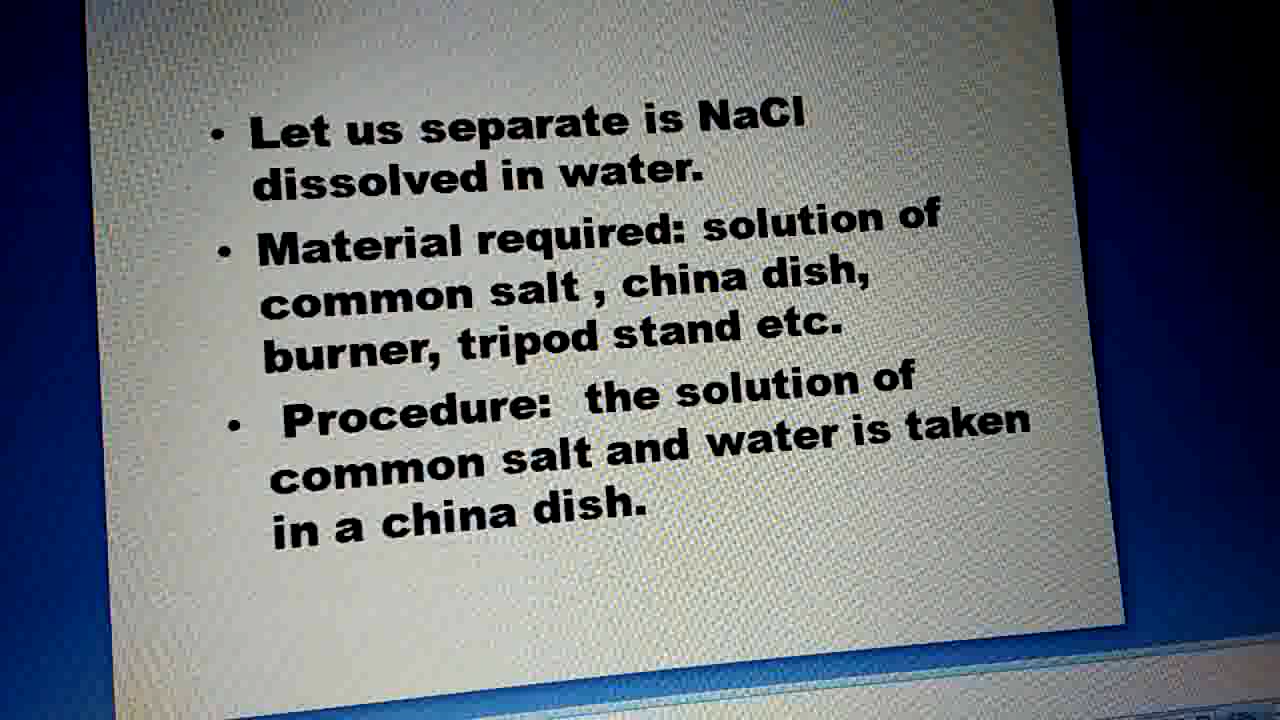 • Let us separate is NaCl
dissolved in water.
• Material required: solution of
common salt , china dish,
burner, tripod stand etc.
• Procedure: the solution of
common salt and water is taken
in a china dish.